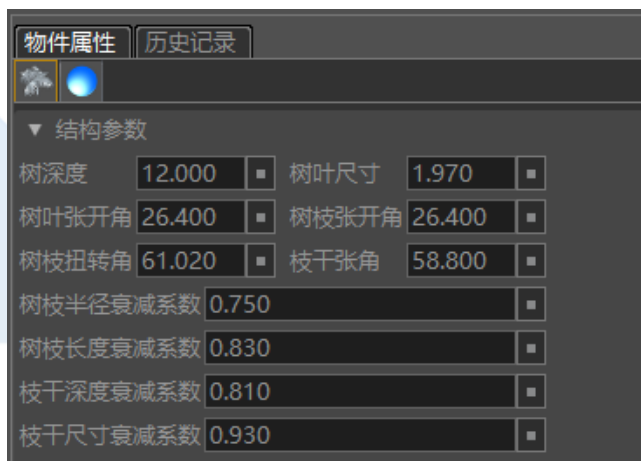 物件属性 历史记录
▼ 结构参数
树深度 12.000 树叶尺寸 1.970
树叶张开角 26.400 树枝张开角 26.400
树枝扭转角 61.020 枝干张角 58.800
树枝半径衰减系数 0.750
树枝长度衰减系数 0.830
枝干深度衰减系数 0.810
枝干尺寸衰减系数 0.930